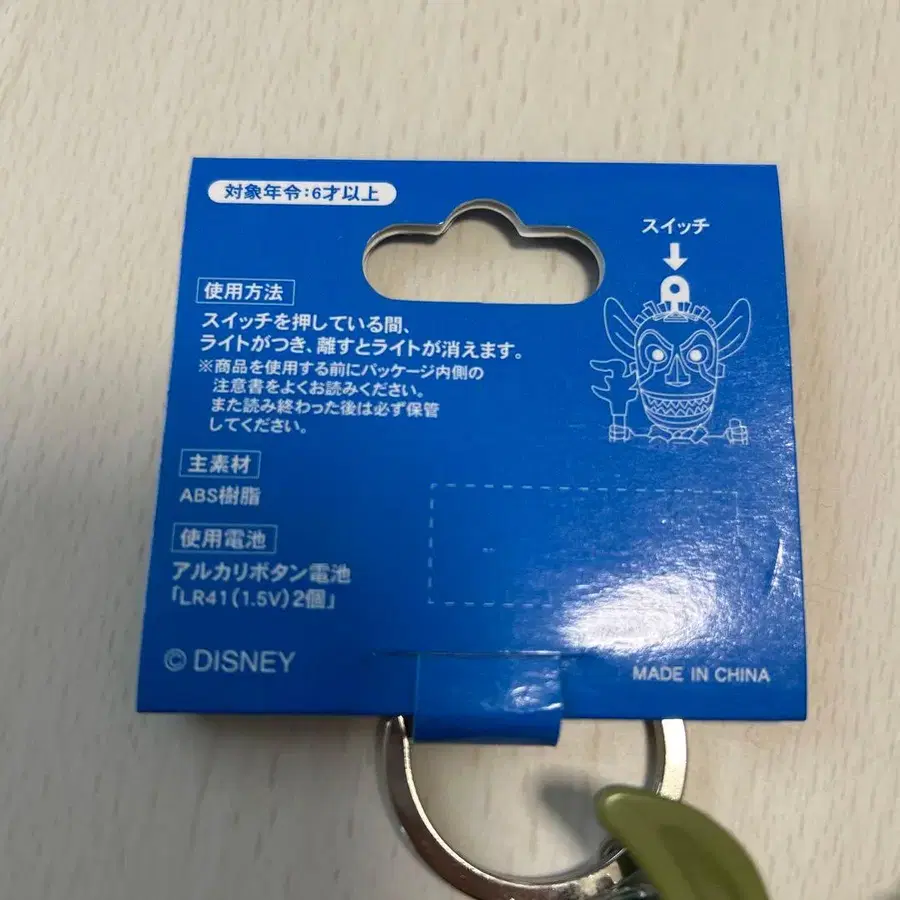 対象年令:6才以上
スイッチ
使用方法
スイッチを押している間、
ライトがつき、離すとライトが消えます。
※商品を使用する前にパッケージ内側の
注意書をよくお読みください。
また読み終わった後は必ず保管
してください。
主素材
ABS樹脂
使用電池
アルカリボタン電池
「LR41(1.5V)2個」
© DISNEY
MADE IN CHINA